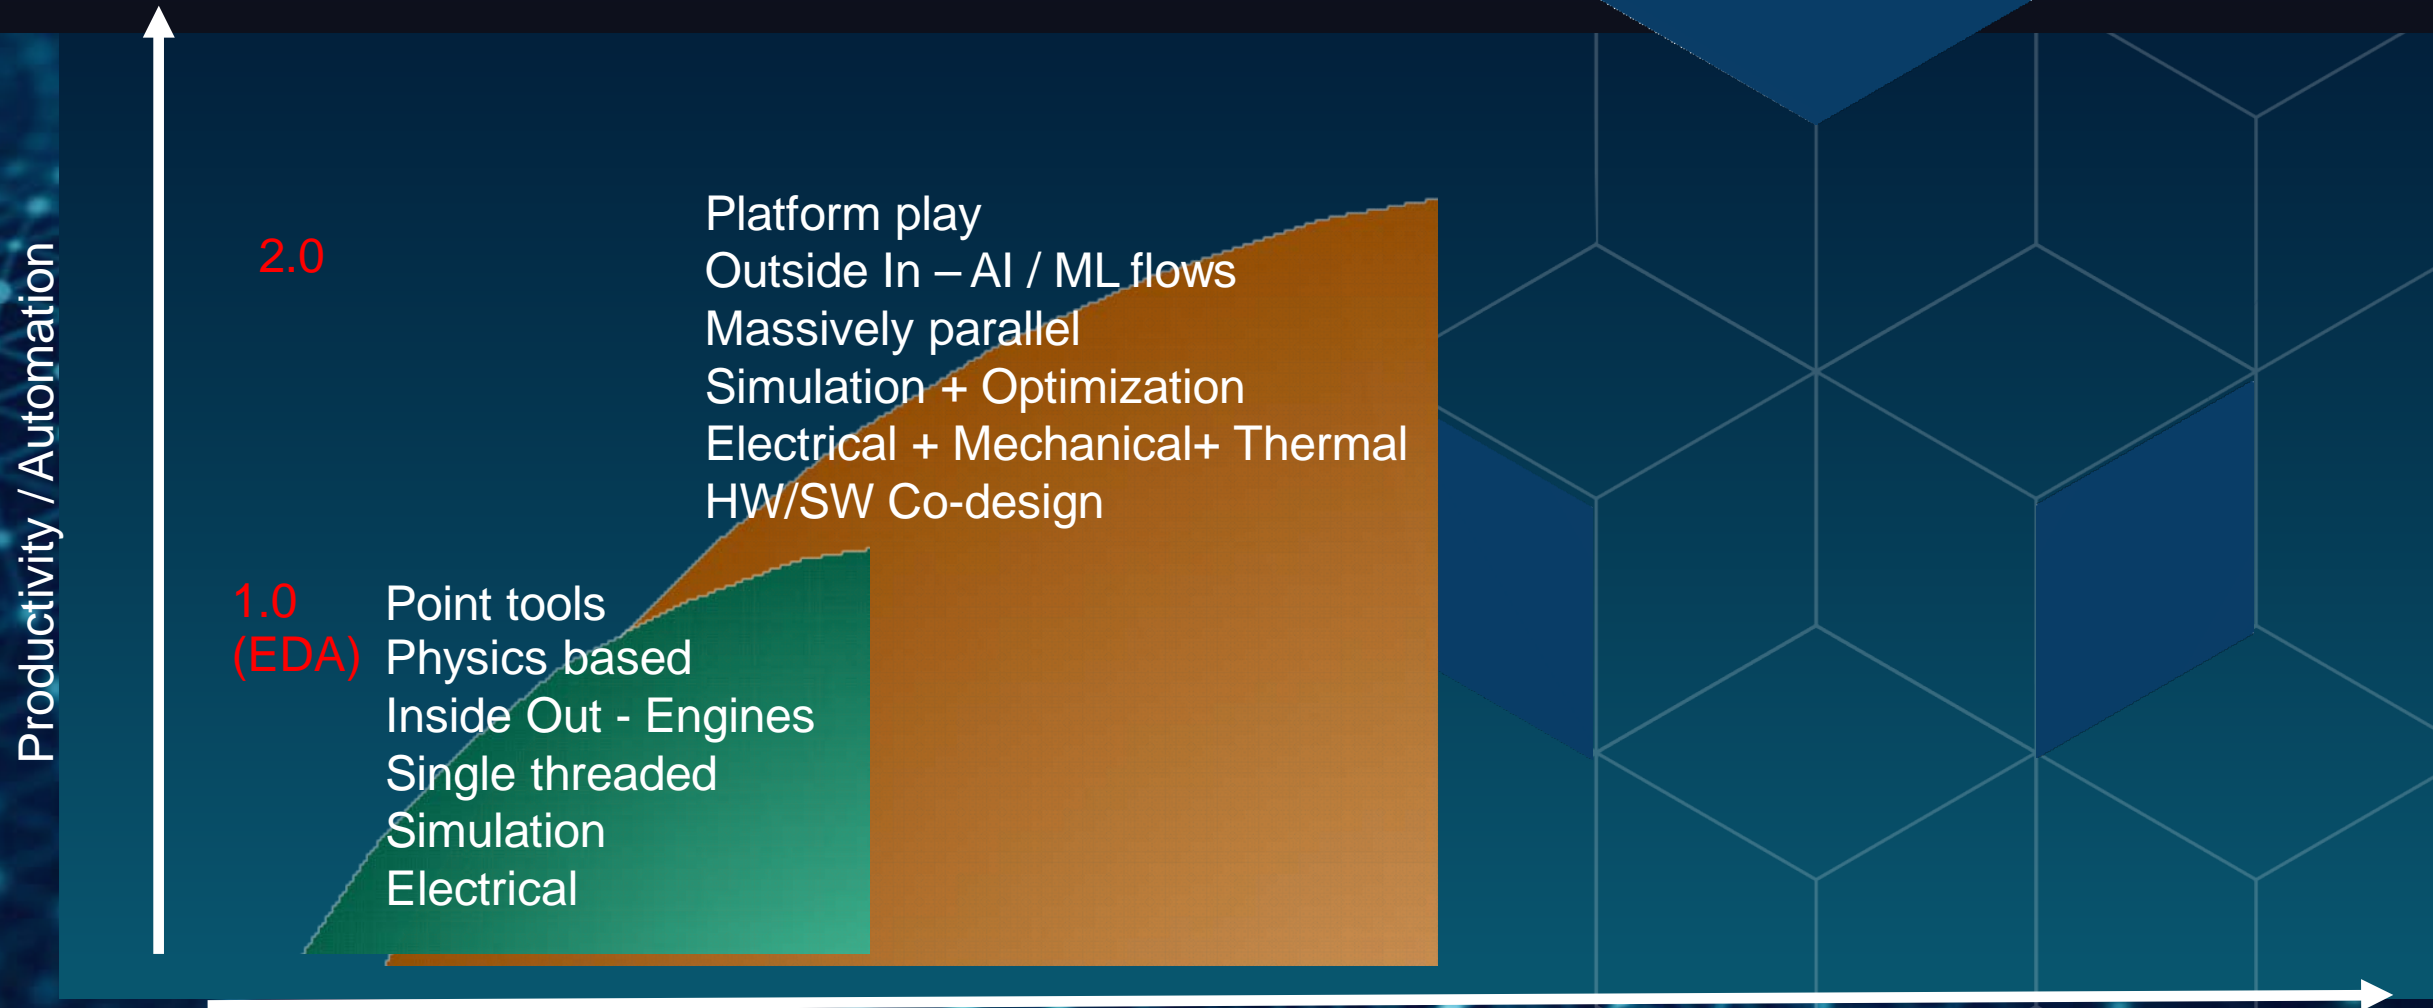 Productivity / Automation
2.0
Platform play
Outside In – AI / ML flows
Massively parallel
Simulation + Optimization
Electrical + Mechanical+ Thermal
HW/SW Co-design
1.0
(EDA)
Point tools
Physics based
Inside Out - Engines
Single threaded
Simulation
Electrical